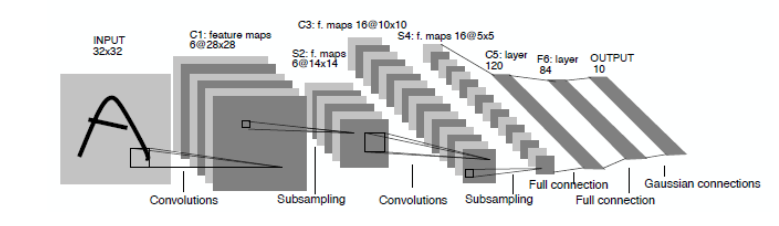 INPUT
32x32
C1: feature maps
6@28x28
S2: f. maps
6@14x14
C3: f. maps 16@10x10
S4: f. maps 16@5x5
C5: layer
120
F6: layer
84
OUTPUT
10
A
Convolutions
Subsampling
Convolutions
Subsampling
Full connection
Full connection
Gaussian connections